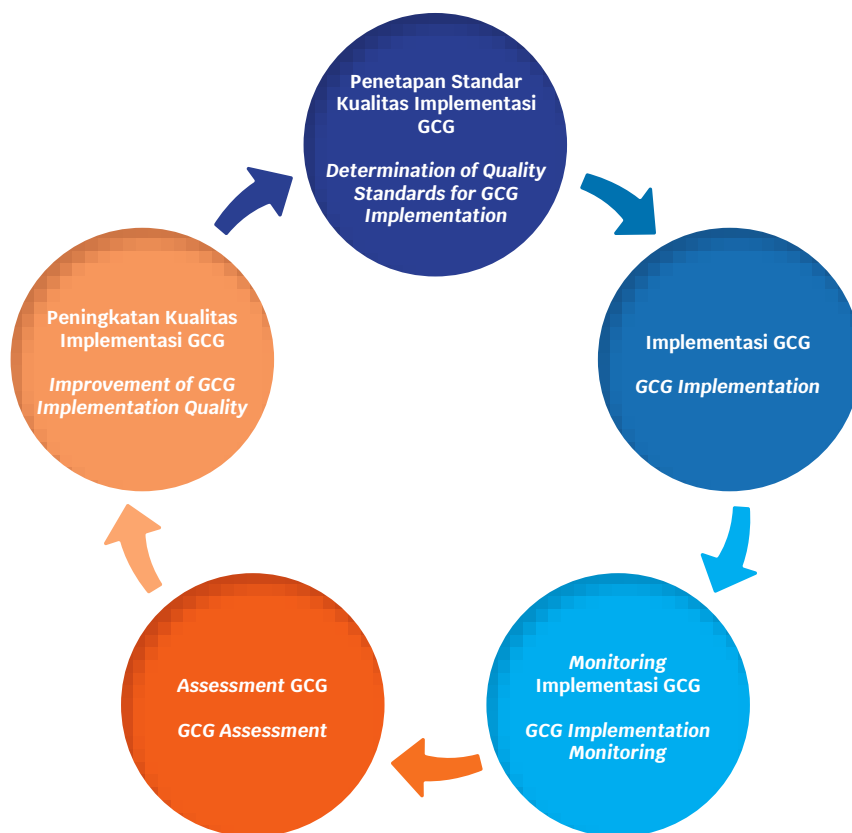 Penetapan Standar
Kualitas Implementasi
GCG
Determination of Quality
Standards for GCG
Implementation
Implementasi GCG
GCG Implementation
Monitoring
Implementasi GCG
GCG Implementation
Monitoring
Assessment GCG
GCG Assessment
Peningkatan Kualitas
Implementasi GCG
Improvement of GCG
Implementation Quality